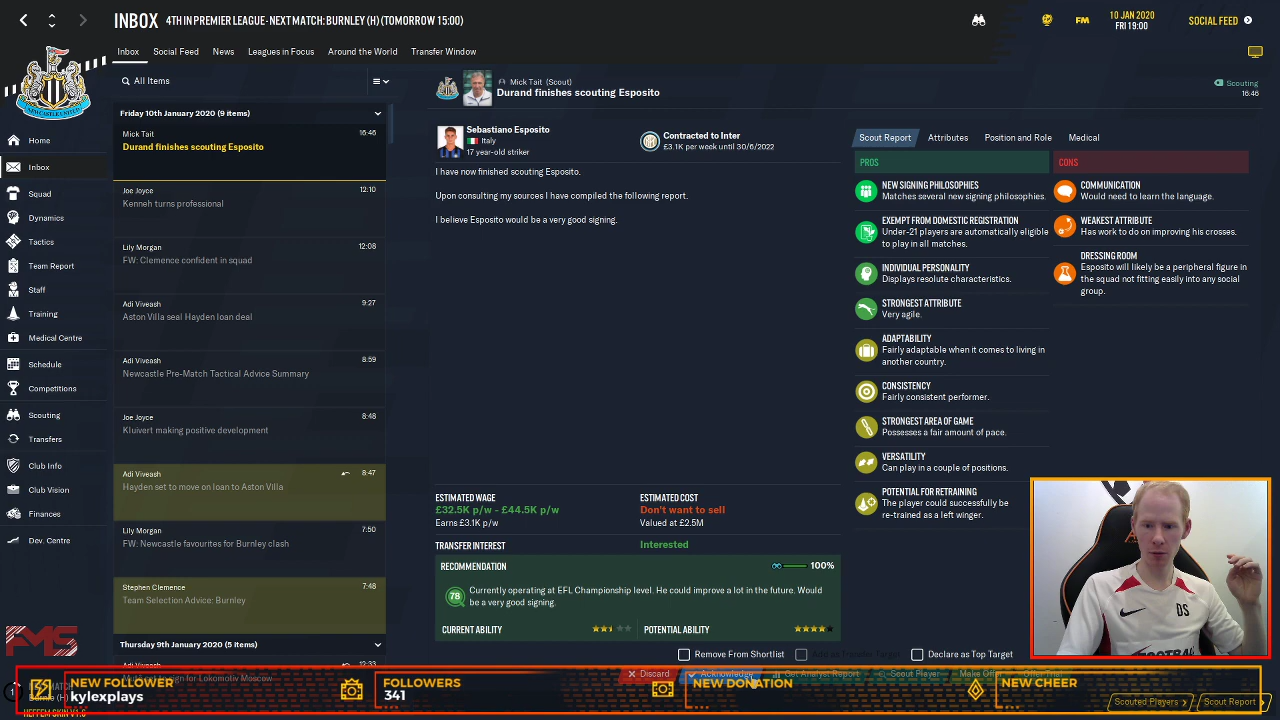 INBOX
4TH IN PREMIER LEAGUE - NEXT MATCH: BURNLEY (H) (TOMORROW 15:00)
FM
10 JAN 2020
FRI 19:00
SOCIAL FEED
Inbox
Social Feed
News
Leagues in Focus
Around the World
Transfer Window
Home
Inbox
Squad
Dynamics
Tactics
Team Report
Staff
Training
Medical Centre
Schedule
Competitions
Scouting
Transfers
Club Info
Club Vision
Finances
Dev. Centre
All Items
Friday 10th January 2020 (9 items)
Mick Tait 16:46
Durand finishes scouting Esposito
Joe Joyce 12:10
Kenneh turns professional
Lily Morgan 12:08
FW: Clemence confident in squad
Adi Viveash 9:27
Aston Villa seal Hayden loan deal
Adi Viveash 8:59
Newcastle Pre-Match Tactical Advice Summary
Joe Joyce 8:48
Kluivert making positive development
Adi Viveash 8:47
Hayden set to move on loan to Aston Villa
Lily Morgan 7:50
FW: Newcastle favourites for Burnley clash
Stephen Clemence 7:48
Team Selection Advice: Burnley
Thursday 9th January 2020 (5 items)
Adi Viveash 12:33
Mick Tait (Scout)
Durand finishes scouting Esposito
Scouting
16:46
Sebastiano Esposito
Italy
17 year-old striker
Contracted to Inter
£3.1K per week until 30/6/2022
I have now finished scouting Esposito.
Upon consulting my sources I have compiled the following report.
I believe Esposito would be a very good signing.
ESTIMATED WAGE
£32.5K p/w - £44.5K p/w
Earns £3.1K p/w
ESTIMATED COST
Don't want to sell
Valued at £2.5M
TRANSFER INTEREST
Interested
RECOMMENDATION
100%
78
Currently operating at EFL Championship level. He could improve a lot in the future. Would
be a very good signing.
CURRENT ABILITY
POTENTIAL ABILITY
Scout Report
Attributes
Position and Role
Medical
PROS
NEW SIGNING PHILOSOPHIES
Matches several new signing philosophies.
EXEMPT FROM DOMESTIC REGISTRATION
Under-21 players are automatically eligible
to play in all matches.
INDIVIDUAL PERSONALITY
Displays resolute characteristics.
STRONGEST ATTRIBUTE
Very agile.
ADAPTABILITY
Fairly adaptable when it comes to living in
another country.
CONSISTENCY
Fairly consistent performer.
STRONGEST AREA OF GAME
Possesses a fair amount of pace.
VERSATILITY
Can play in a couple of positions.
POTENTIAL FOR RETRAINING
The player could successfully be
re-trained as a left winger.
CONS
COMMUNICATION
Would need to learn the language.
WEAKEST ATTRIBUTE
Has work to do on improving his crosses.
DRESSING ROOM
Esposito will likely be a peripheral figure in
the squad not fitting easily into any social
group.
DS
Remove From Shortlist
Add as Transfer Target
Declare as Top Target
Discard
Acknowledge
Get Analyst Report
Scout Player
Make Offer
Offer Trial
FMS
NEW FOLLOWER
kylexplays
FOLLOWERS
341
NEW DONATION
NEW CHEER
Scouted Players
Scout Report